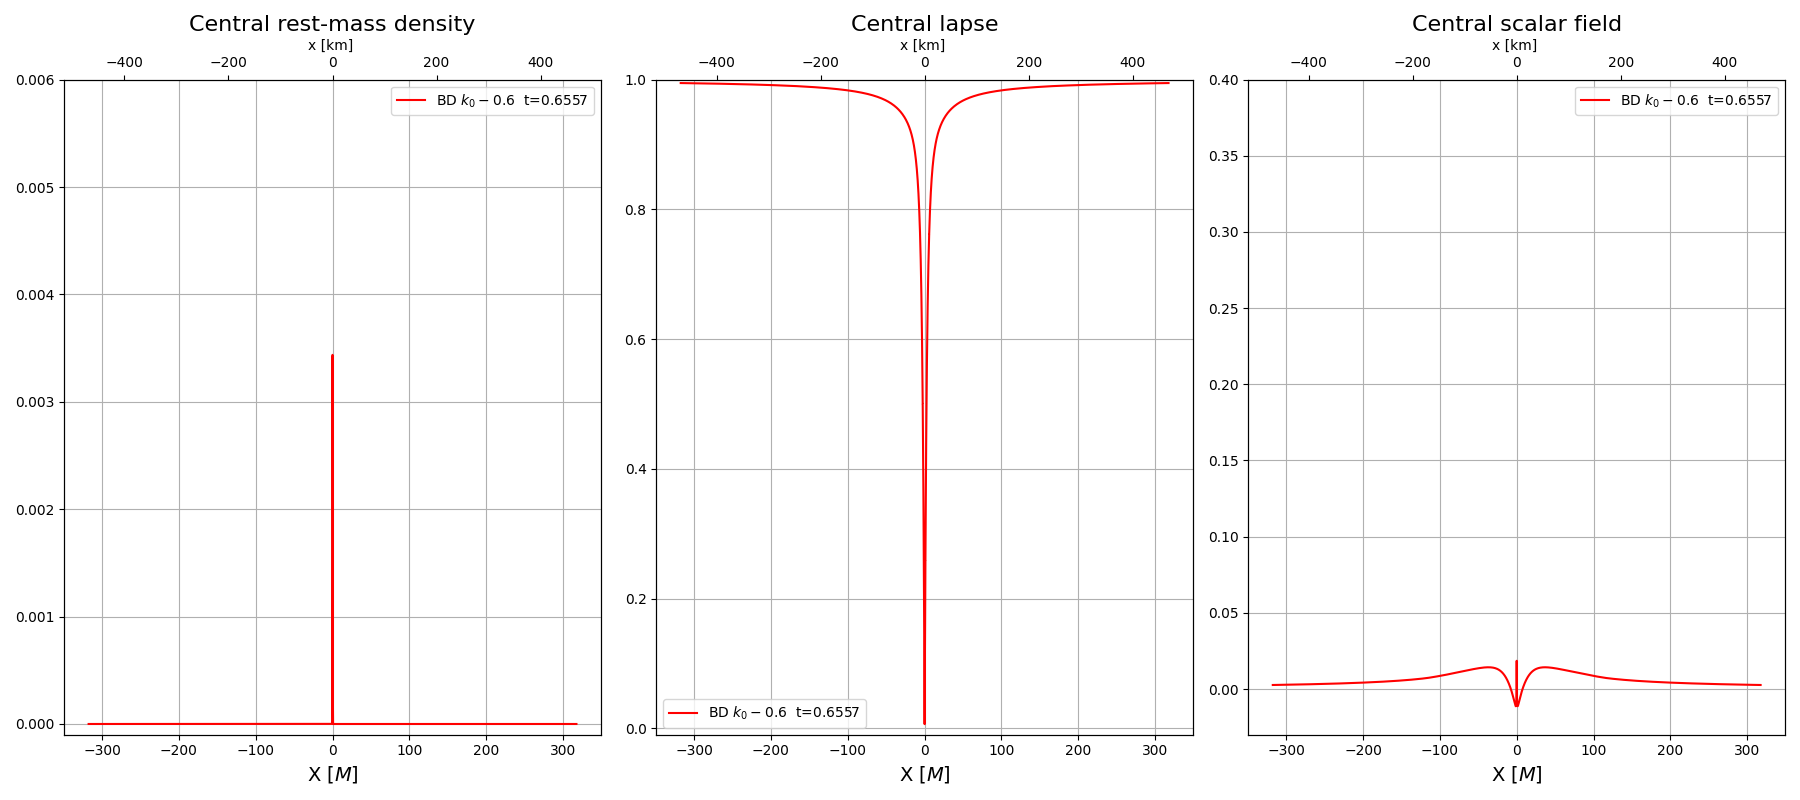 Central rest-mass density
x [km]
−400 −200 0 200 400
0.006
0.005
0.004
0.003
0.002
0.001
0.000
BD k₀ − 0.6 t=0.6557
−300 −200 −100 0 100 200 300
X [M]
Central lapse
x [km]
−400 −200 0 200 400
1.0
0.8
0.6
0.4
0.2
0.0
BD k₀ − 0.6 t=0.6557
−300 −200 −100 0 100 200 300
X [M]
Central scalar field
x [km]
−400 −200 0 200 400
0.40
0.35
0.30
0.25
0.20
0.15
0.10
0.05
0.00
BD k₀ − 0.6 t=0.6557
−300 −200 −100 0 100 200 300
X [M]